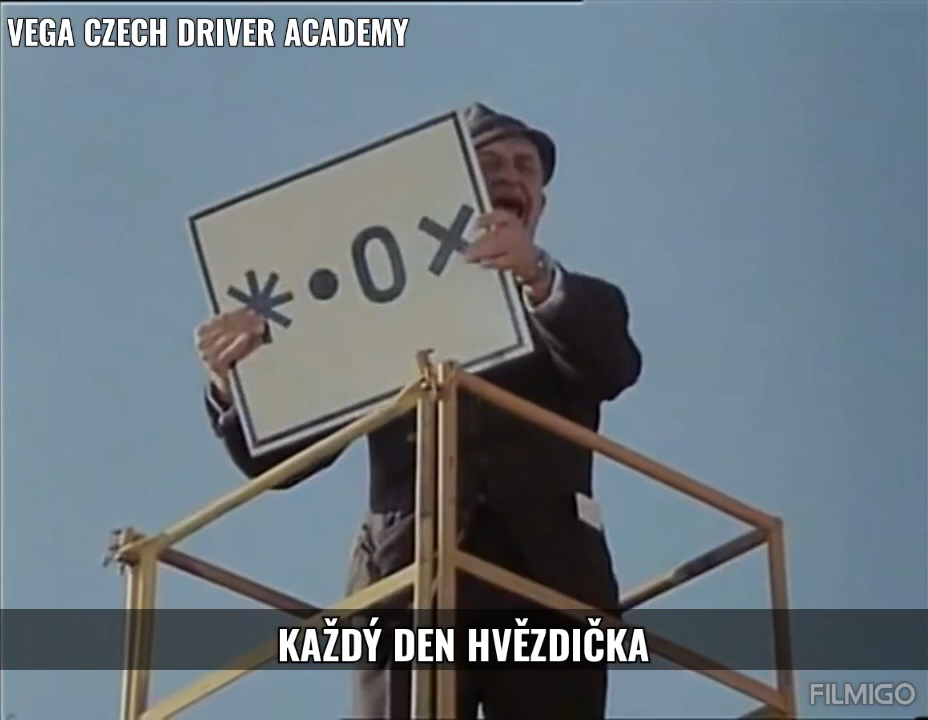 VEGA CZECH DRIVER ACADEMY
*•0×
KAŽDÝ DEN HVĚZDIČKA
FILMIGO